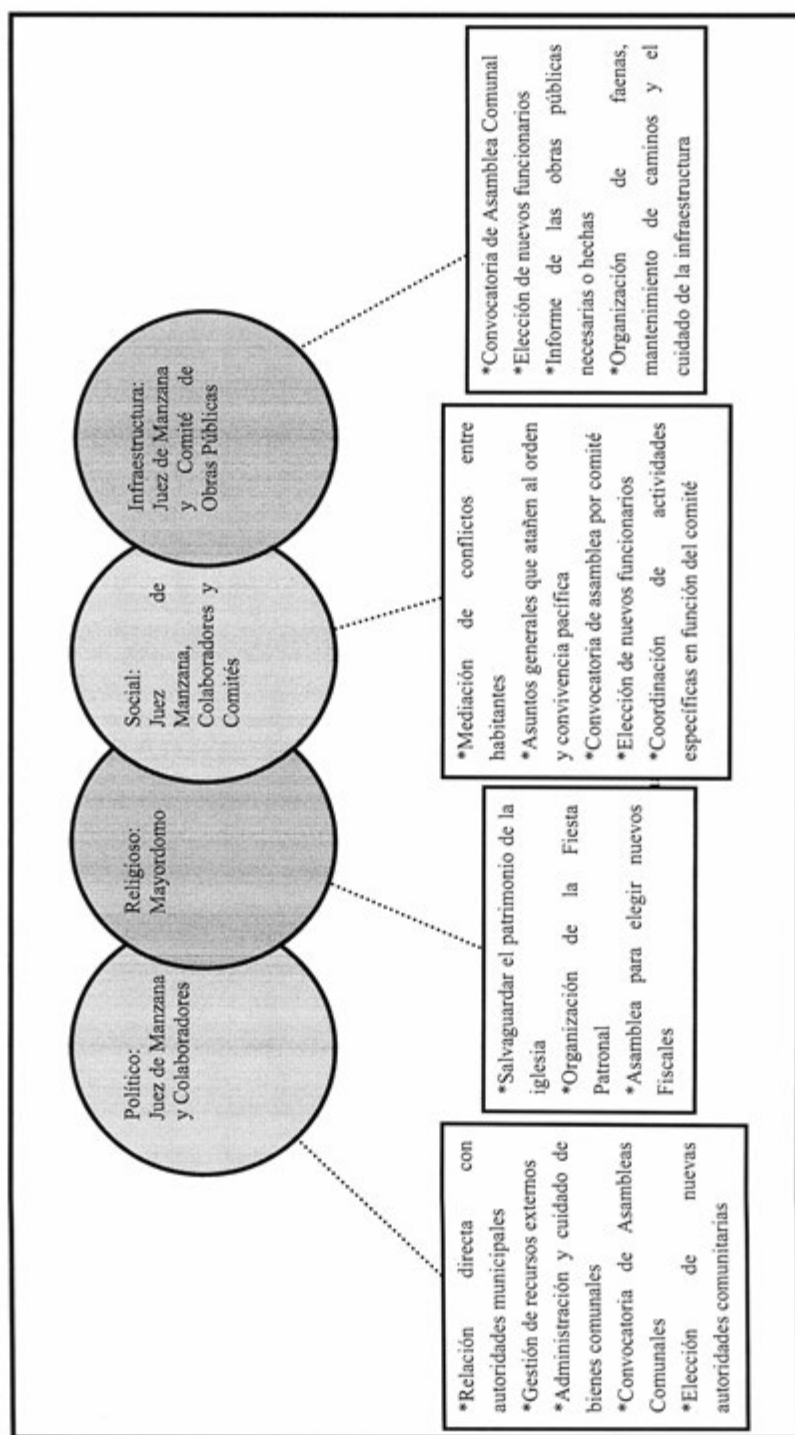 Político:
Juez de Manzana
y Colaboradores
Religioso:
Mayordomo
Social:
Juez de
Manzana,
Colaboradores y
Comités
Infraestructura:
Juez de Manzana
y Comité de
Obras Públicas
*Relación directa con
autoridades municipales
*Gestión de recursos externos
*Administración y cuidado de
bienes comunales
*Convocatoria de Asambleas
Comunales
*Elección de nuevas
autoridades comunitarias
*Salvaguardar el patrimonio de la
iglesia
*Organización de la Fiesta
Patronal
*Asamblea para elegir nuevos
Fiscales
*Mediación de conflictos entre
habitantes
*Asuntos generales que atañen al orden
y convivencia pacífica
*Convocatoria de asamblea por comité
*Elección de nuevos funcionarios
*Coordinación de actividades
específicas en función del comité
*Convocatoria de Asamblea Comunal
*Elección de nuevos funcionarios
*Informe de las obras públicas
necesarias o hechas
*Organización de faenas,
mantenimiento de caminos y el
cuidado de la infraestructura